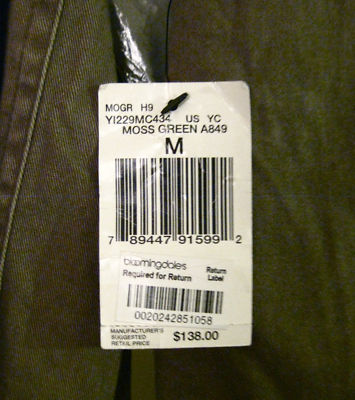 MOGR H9
YI229MC434 US YC
MOSS GREEN A849
M
7 89447 91599 2
bloomingdales Return
Required for Return Label
0020242851058
MANUFACTURER'S
SUGGESTED
RETAIL PRICE $138.00